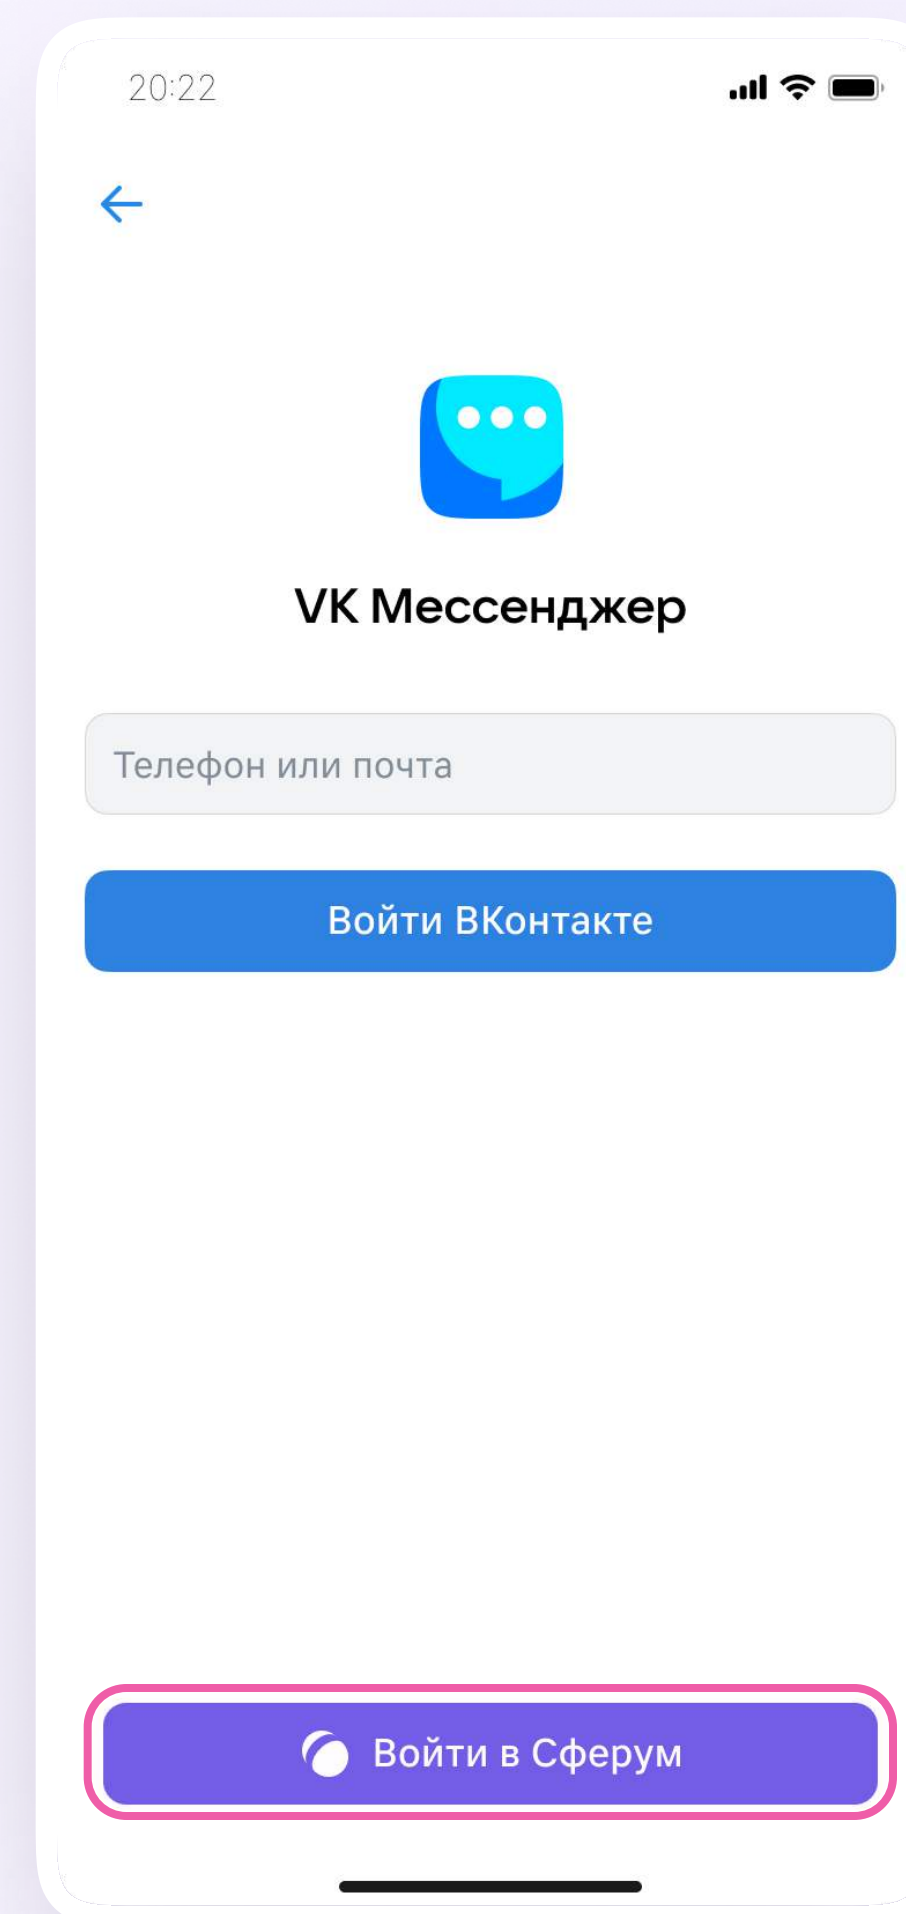 20:22
VK Мессенджер
Телефон или почта
Войти ВКонтакте
Войти в Сферум